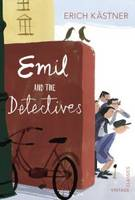 ERICH KÄSTNER
Emil
AND THE
Detectives